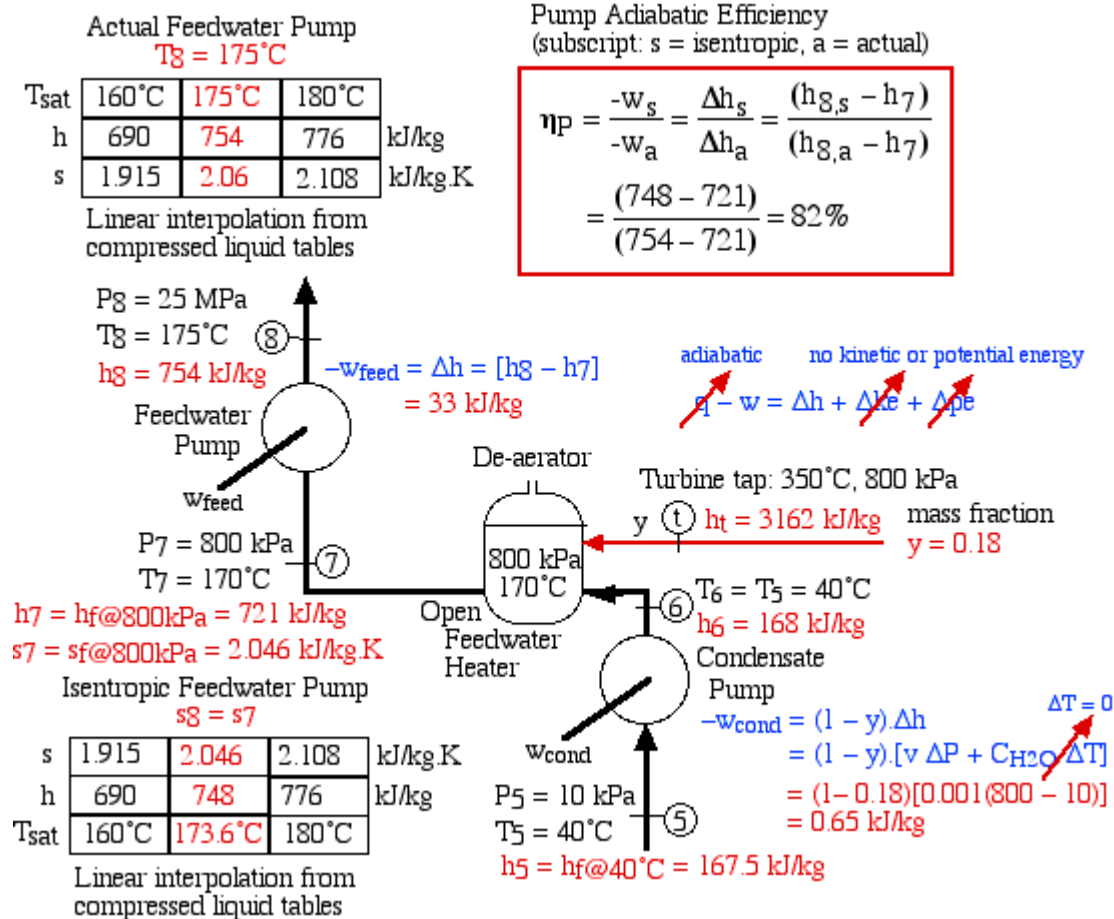 Actual Feedwater Pump
T8 = 175°C
Tsat 160°C 175°C 180°C
h 690 754 776 kJ/kg
s 1.915 2.06 2.108 kJ/kg.K
Linear interpolation from
compressed liquid tables
Pump Adiabatic Efficiency
(subscript: s = isentropic, a = actual)
ηP = -ws / -wa = Δhs / Δha = (h8,s – h7) / (h8,a – h7)
= (748 – 721) / (754 – 721) = 82%
P8 = 25 MPa
T8 = 175°C
h8 = 754 kJ/kg
8
–wfeed = Δh = [h8 – h7]
= 33 kJ/kg
Feedwater
Pump
wfeed
adiabatic
no kinetic or potential energy
q – w = Δh + Δke + Δpe
De-aerator
Turbine tap: 350°C, 800 kPa
y
t
ht = 3162 kJ/kg
mass fraction
y = 0.18
800 kPa
170°C
P7 = 800 kPa
T7 = 170°C
7
h7 = hf@800kPa = 721 kJ/kg
s7 = sf@800kPa = 2.046 kJ/kg.K
Open
Feedwater
Heater
6
T6 = T5 = 40°C
h6 = 168 kJ/kg
Condensate
Pump
wcond
–wcond = (1 – y).Δh
ΔT = 0
= (1 – y).[v ΔP + CH2O ΔT]
= (1– 0.18)[0.001(800 – 10)]
= 0.65 kJ/kg
P5 = 10 kPa
T5 = 40°C
5
h5 = hf@40°C = 167.5 kJ/kg
Isentropic Feedwater Pump
s8 = s7
s 1.915 2.046 2.108 kJ/kg.K
h 690 748 776 kJ/kg
Tsat 160°C 173.6°C 180°C
Linear interpolation from
compressed liquid tables